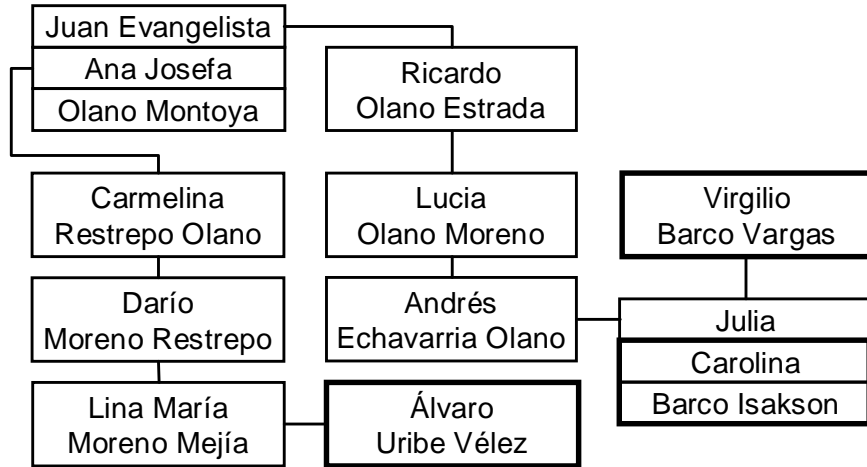 Juan Evangelista
Ana Josefa
Olano Montoya
Ricardo
Olano Estrada
Carmelina
Restrepo Olano
Lucia
Olano Moreno
Virgilio
Barco Vargas
Darío
Moreno Restrepo
Andrés
Echavarria Olano
Julia
Carolina
Barco Isakson
Lina María
Moreno Mejía
Álvaro
Uribe Vélez